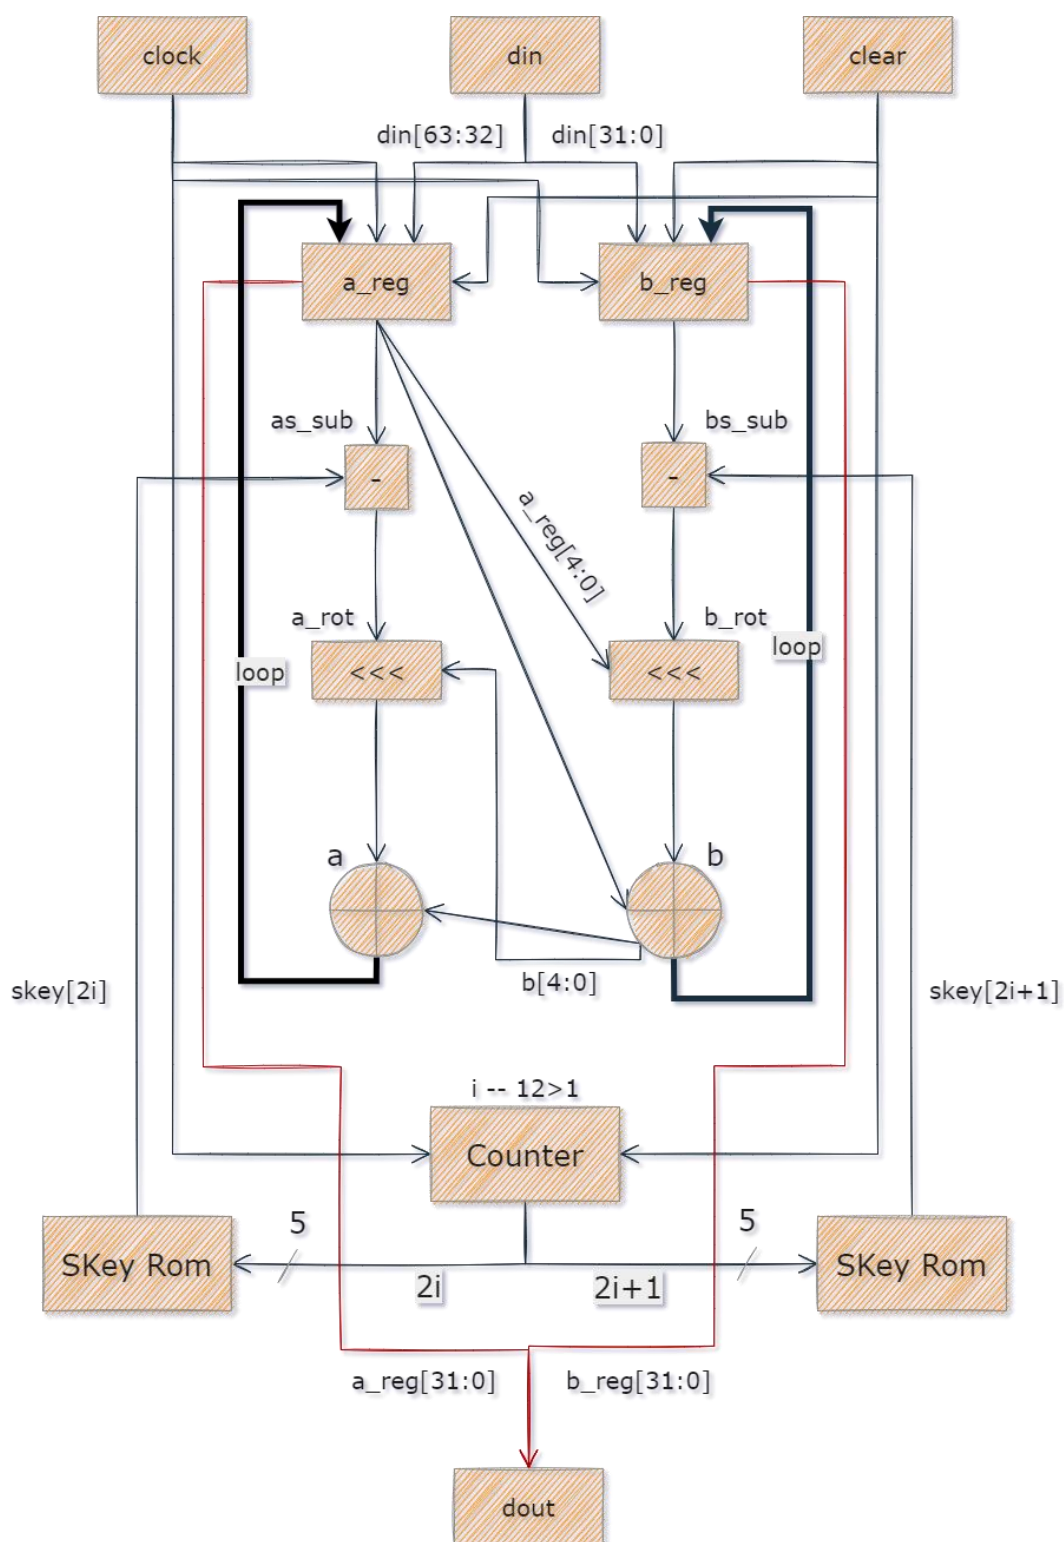 clock
din
clear
din[63:32]
din[31:0]
a_reg
b_reg
as_sub
bs_sub
-
-
a_reg[4:0]
a_rot
b_rot
<<<
<<<
loop
loop
a
b
b[4:0]
skey[2i]
skey[2i+1]
i -- 12>1
Counter
5
5
SKey Rom
SKey Rom
2i
2i+1
a_reg[31:0]
b_reg[31:0]
dout